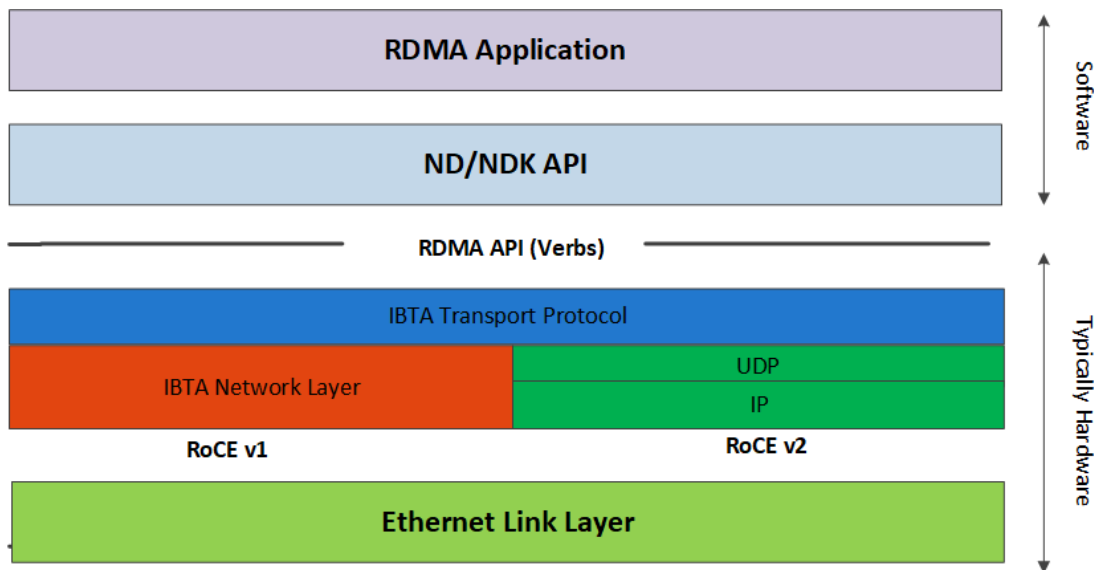 RDMA Application
Software
ND/NDK API
RDMA API (Verbs)
IBTA Transport Protocol
IBTA Network Layer
UDP
IP
Typically Hardware
RoCE v1
RoCE v2
Ethernet Link Layer